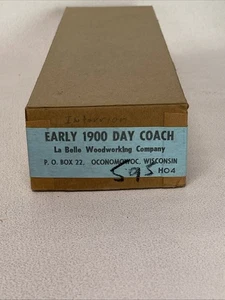 EARLY 1900 DAY COACH
La Belle Woodworking Company
P. O. BOX 22, OCONOMOWOC, WISCONSIN
595 HO4